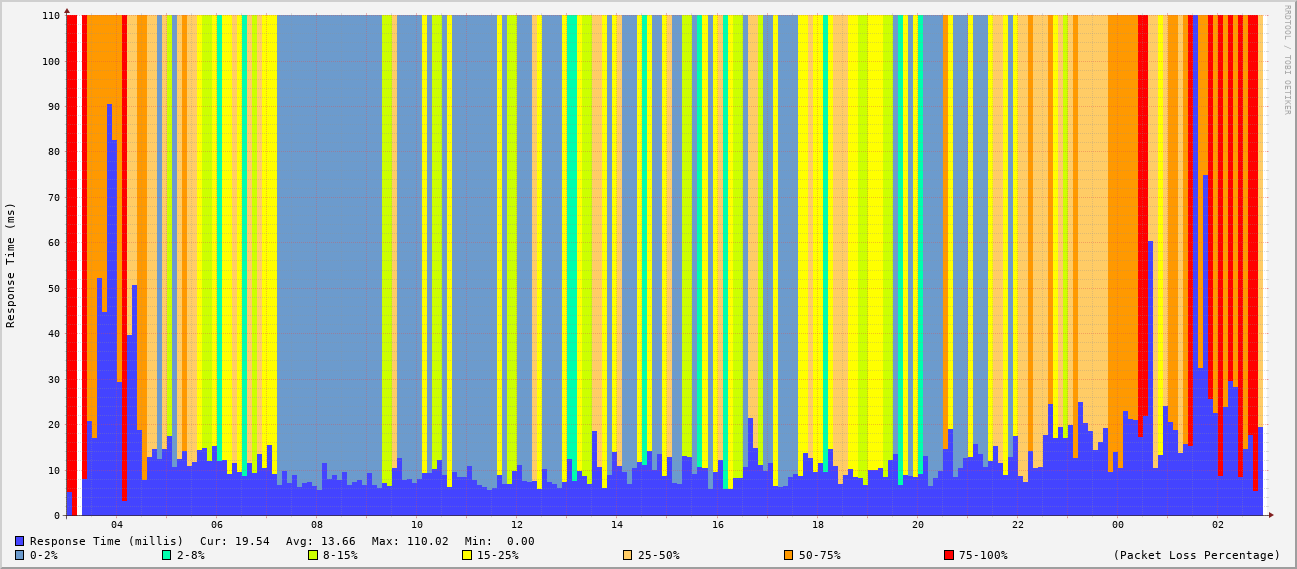 RRDTOOL / TOBI OETIKER
Response Time (ms)
110
100
90
80
70
60
50
40
30
20
10
0
04 06 08 10 12 14 16 18 20 22 00 02
Response Time (millis) Cur: 19.54 Avg: 13.66 Max: 110.02 Min: 0.00
0-2% 2-8% 8-15% 15-25% 25-50% 50-75% 75-100% (Packet Loss Percentage)